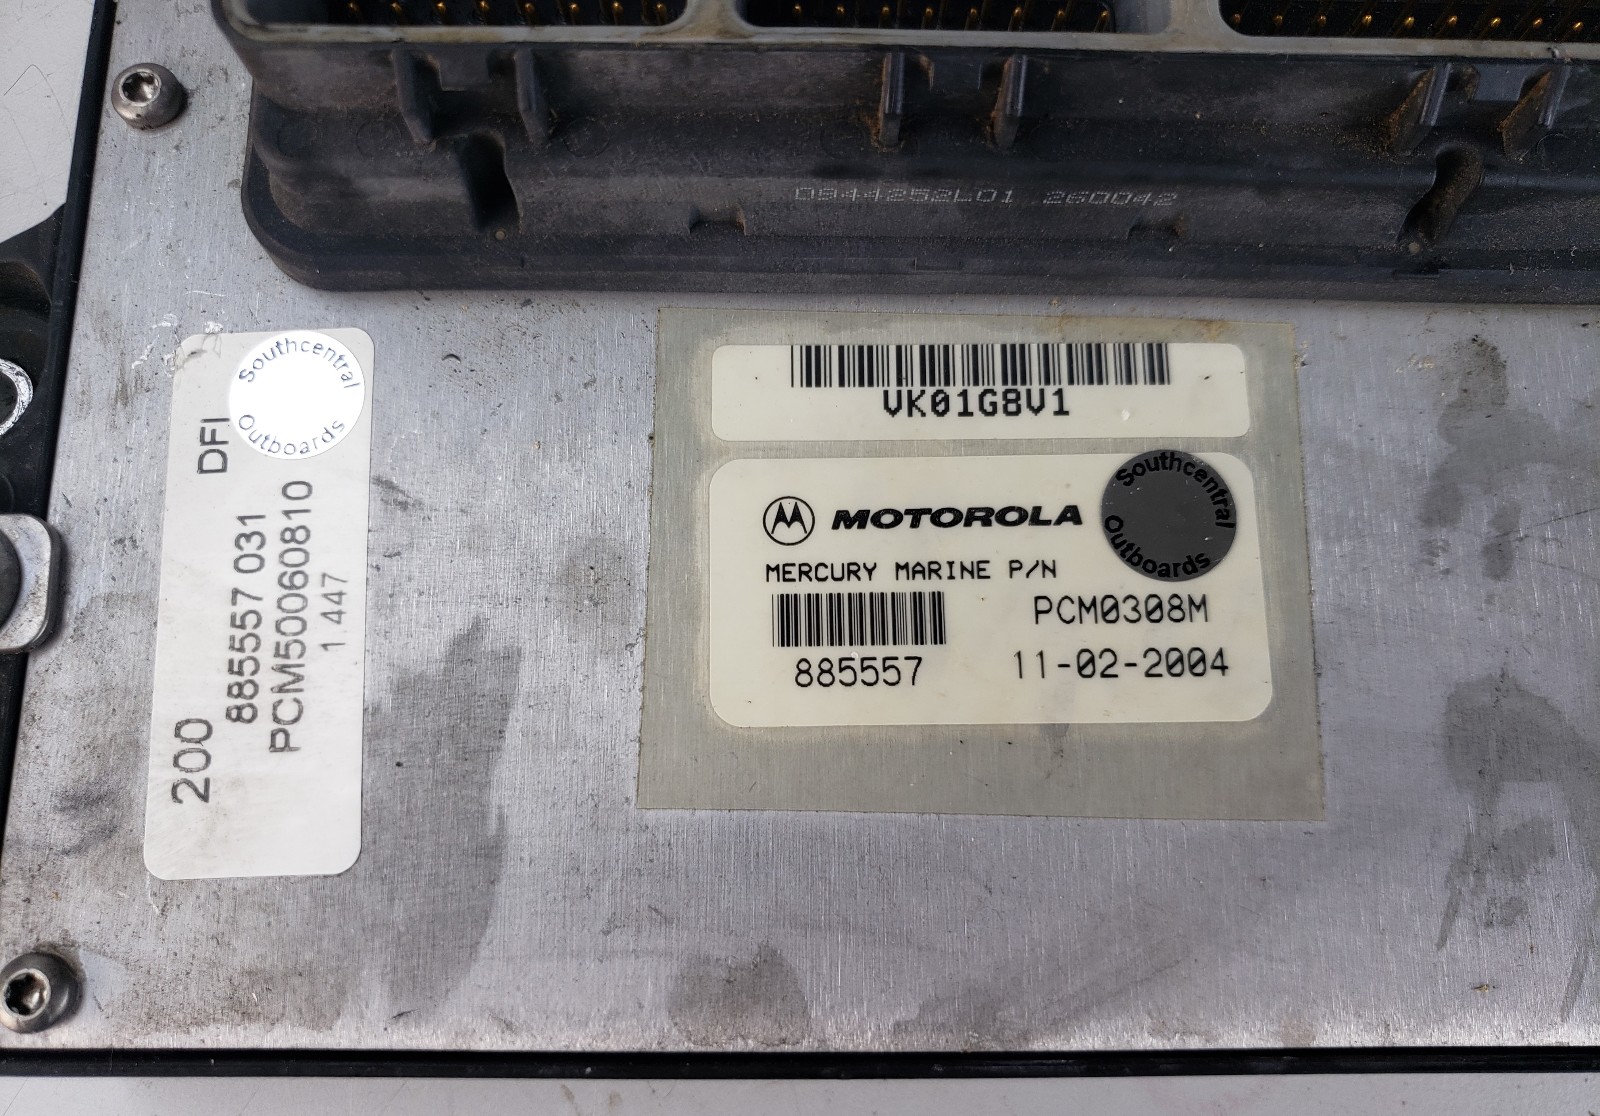 0844252L01 260042
Southcentral
Outboards
DFI
200
885557 031
PCM50060810
1.447
VK01G8V1
MOTOROLA
Southcentral
Outboards
MERCURY MARINE P/N
PCM0308M
885557
11-02-2004